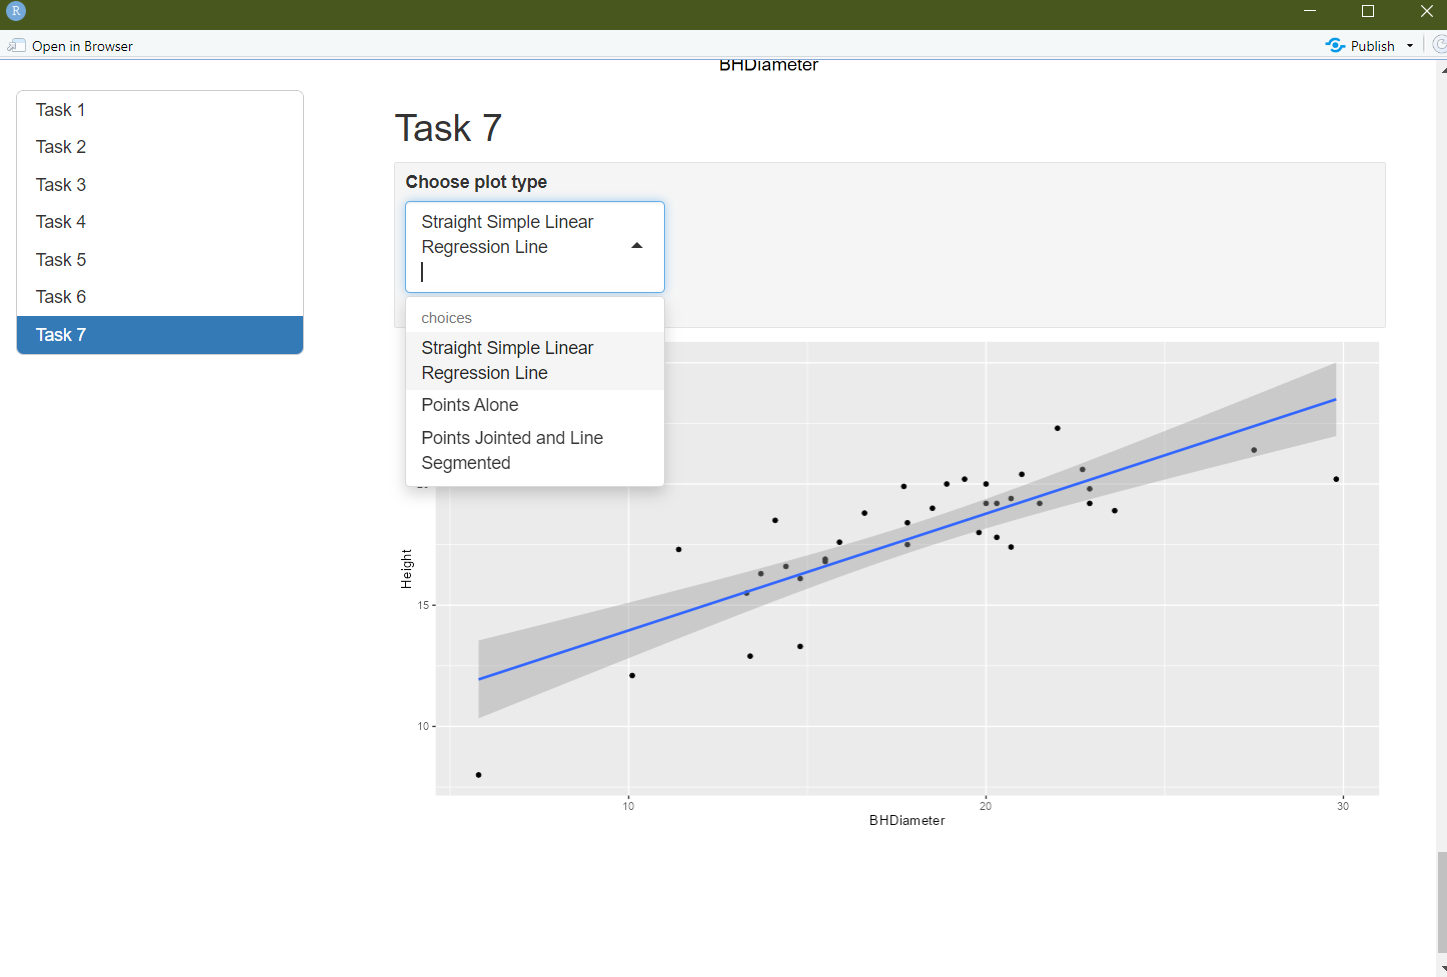 R
Open in Browser
Publish
BHDiameter
Task 1
Task 2
Task 3
Task 4
Task 5
Task 6
Task 7
Task 7
Choose plot type
Straight Simple Linear
Regression Line
choices
Straight Simple Linear
Regression Line
Points Alone
Points Jointed and Line
Segmented
Height
15
10
10
20
30
BHDiameter